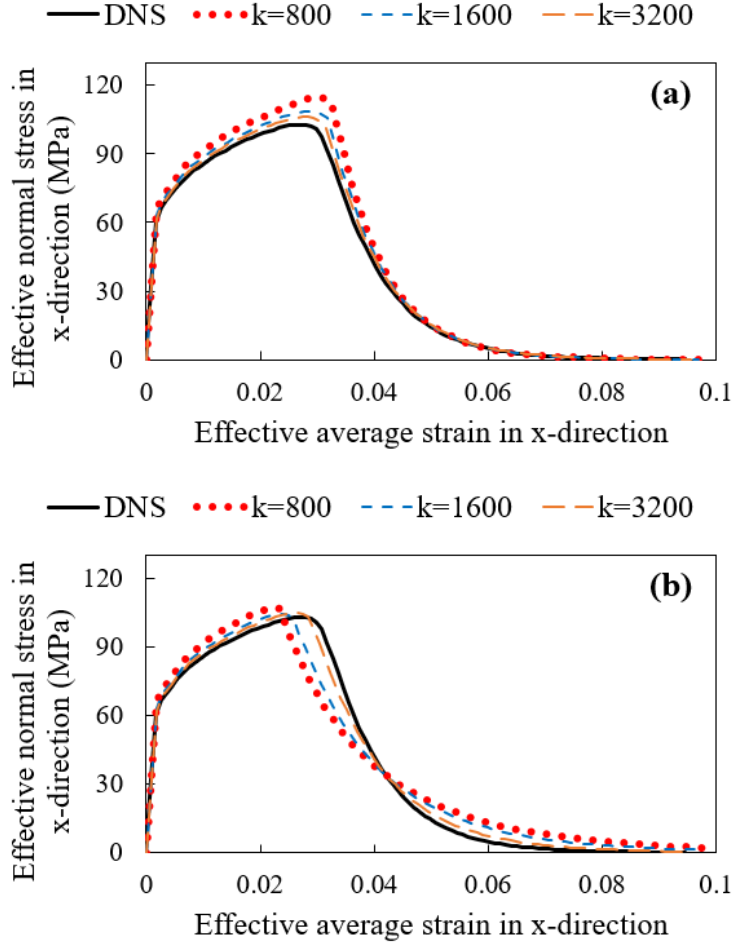 DNS k=800 k=1600 k=3200
(a)
120
90
60
30
0
0 0.02 0.04 0.06 0.08 0.1
Effective normal stress in
x-direction (MPa)
Effective average strain in x-direction
DNS k=800 k=1600 k=3200
(b)
120
90
60
30
0
0 0.02 0.04 0.06 0.08 0.1
Effective normal stress in
x-direction (MPa)
Effective average strain in x-direction